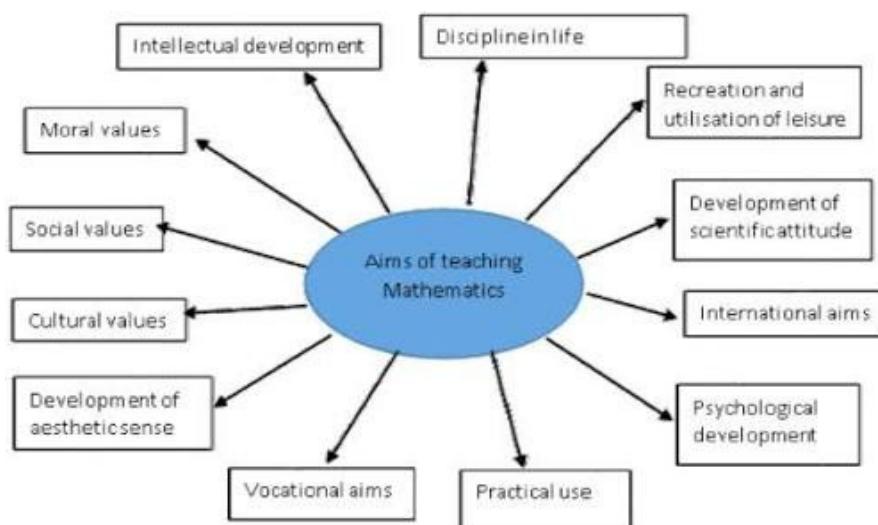 Intellectual development
Discipline in life
Recreation and
utilisation of leisure
Moral values
Development of
scientific attitude
Social values
Aims of teaching
Mathematics
International aims
Cultural values
Development of
aesthetic sense
Psychological
development
Vocational aims
Practical use